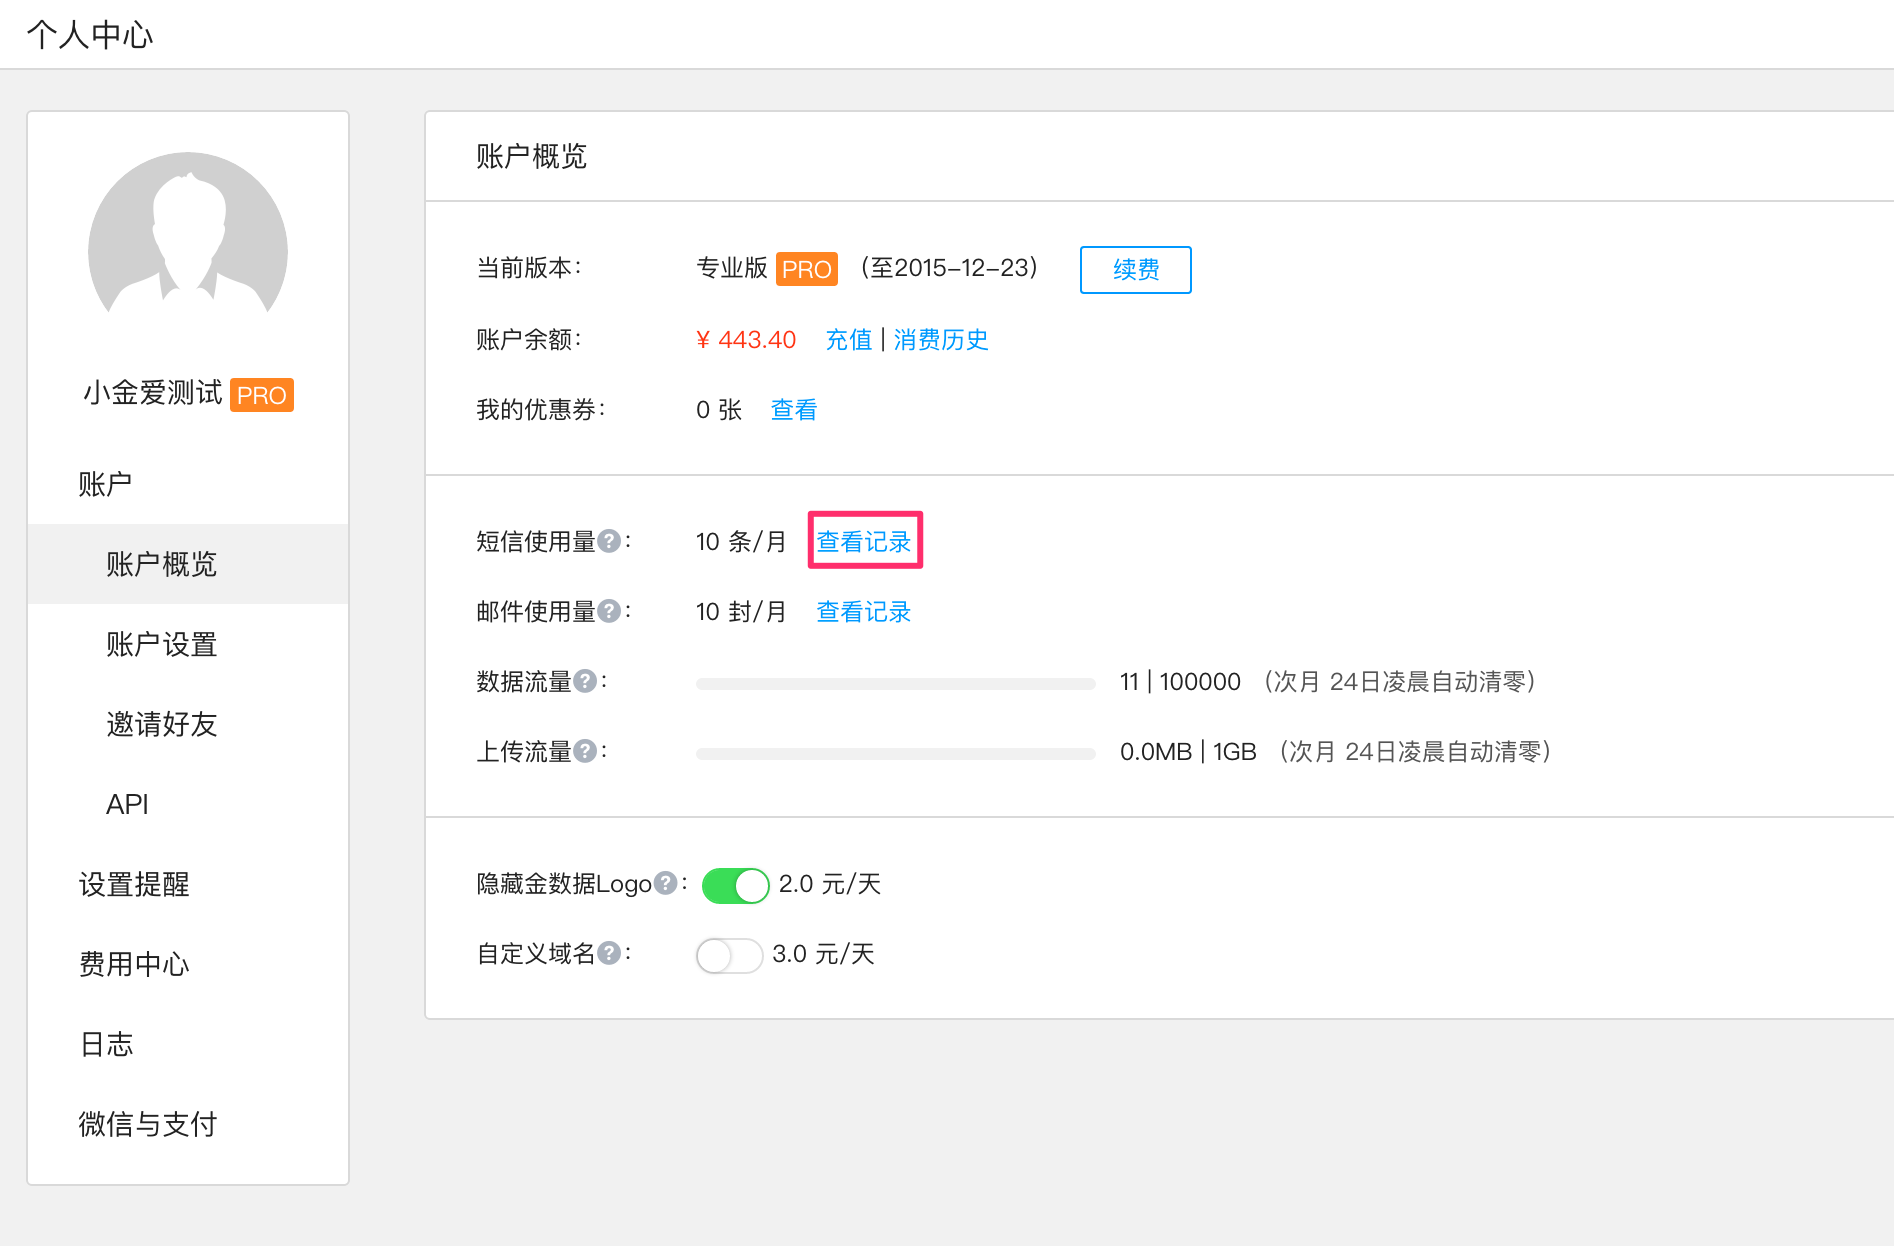 个人中心
小金爱测试 PRO
账户
账户概览
账户设置
邀请好友
API
设置提醒
费用中心
日志
微信与支付
账户概览
当前版本： 专业版 PRO （至2015-12-23） 续费
账户余额： ¥ 443.40 充值 | 消费历史
我的优惠券： 0 张 查看
短信使用量?： 10 条/月 查看记录
邮件使用量?： 10 封/月 查看记录
数据流量?： 11 | 100000 （次月 24日凌晨自动清零）
上传流量?： 0.0MB | 1GB （次月 24日凌晨自动清零）
隐藏金数据Logo?： 2.0 元/天
自定义域名?： 3.0 元/天